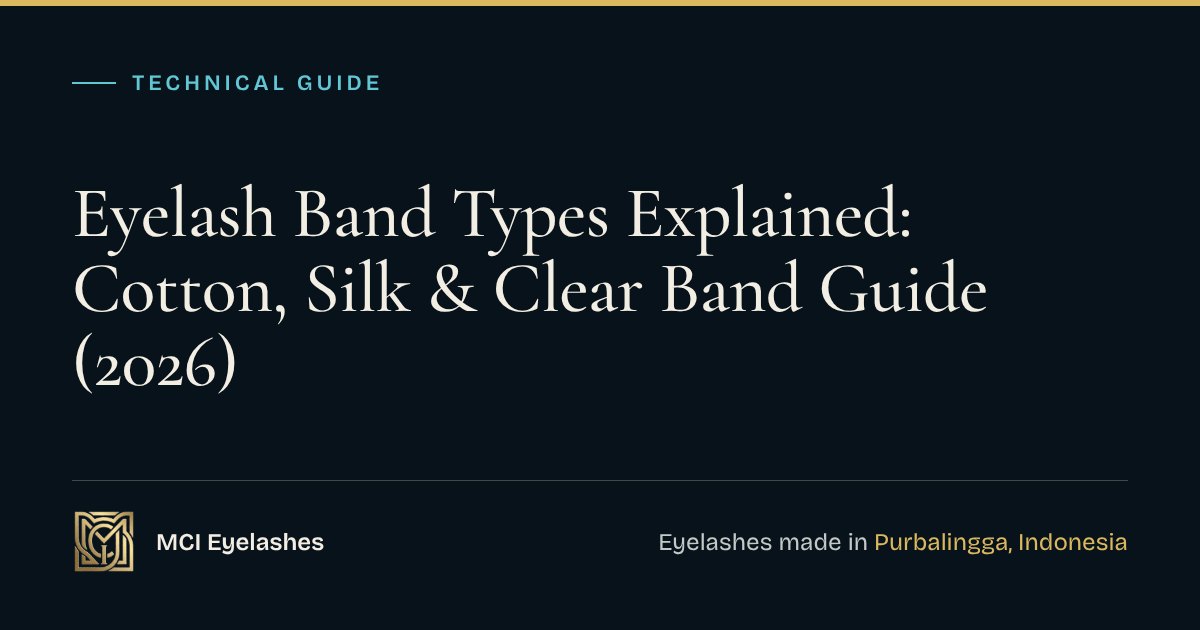 TECHNICAL GUIDE
Eyelash Band Types Explained:
Cotton, Silk & Clear Band Guide
(2026)
MCI Eyelashes
Eyelashes made in Purbalingga, Indonesia